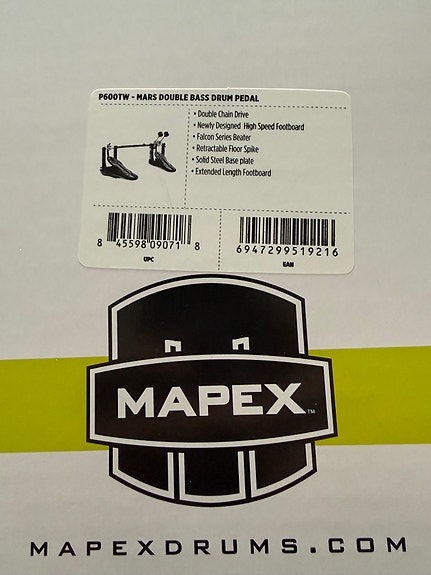 P600TW - MARS DOUBLE BASS DRUM PEDAL
• Double Chain Drive
• Newly Designed High Speed Footboard
• Falcon Series Beater
• Retractable Floor Spike
• Solid Steel Base plate
• Extended Length Footboard
8 45598 09071 8
UPC
6947299519216
EAN
MAPEX™
MAPEXDRUMS.COM